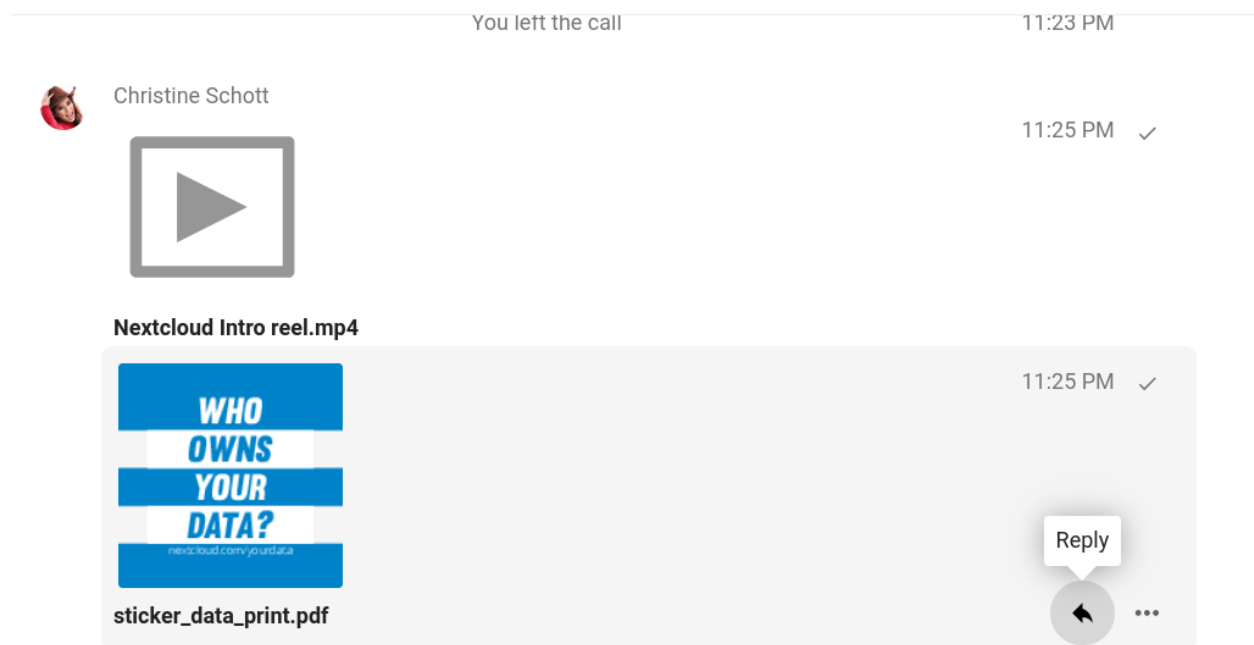 You left the call 11:23 PM
Christine Schott
11:25 PM
Nextcloud Intro reel.mp4
11:25 PM
WHO
OWNS
YOUR
DATA?
nextcloud.com/yourdata
Reply
sticker_data_print.pdf